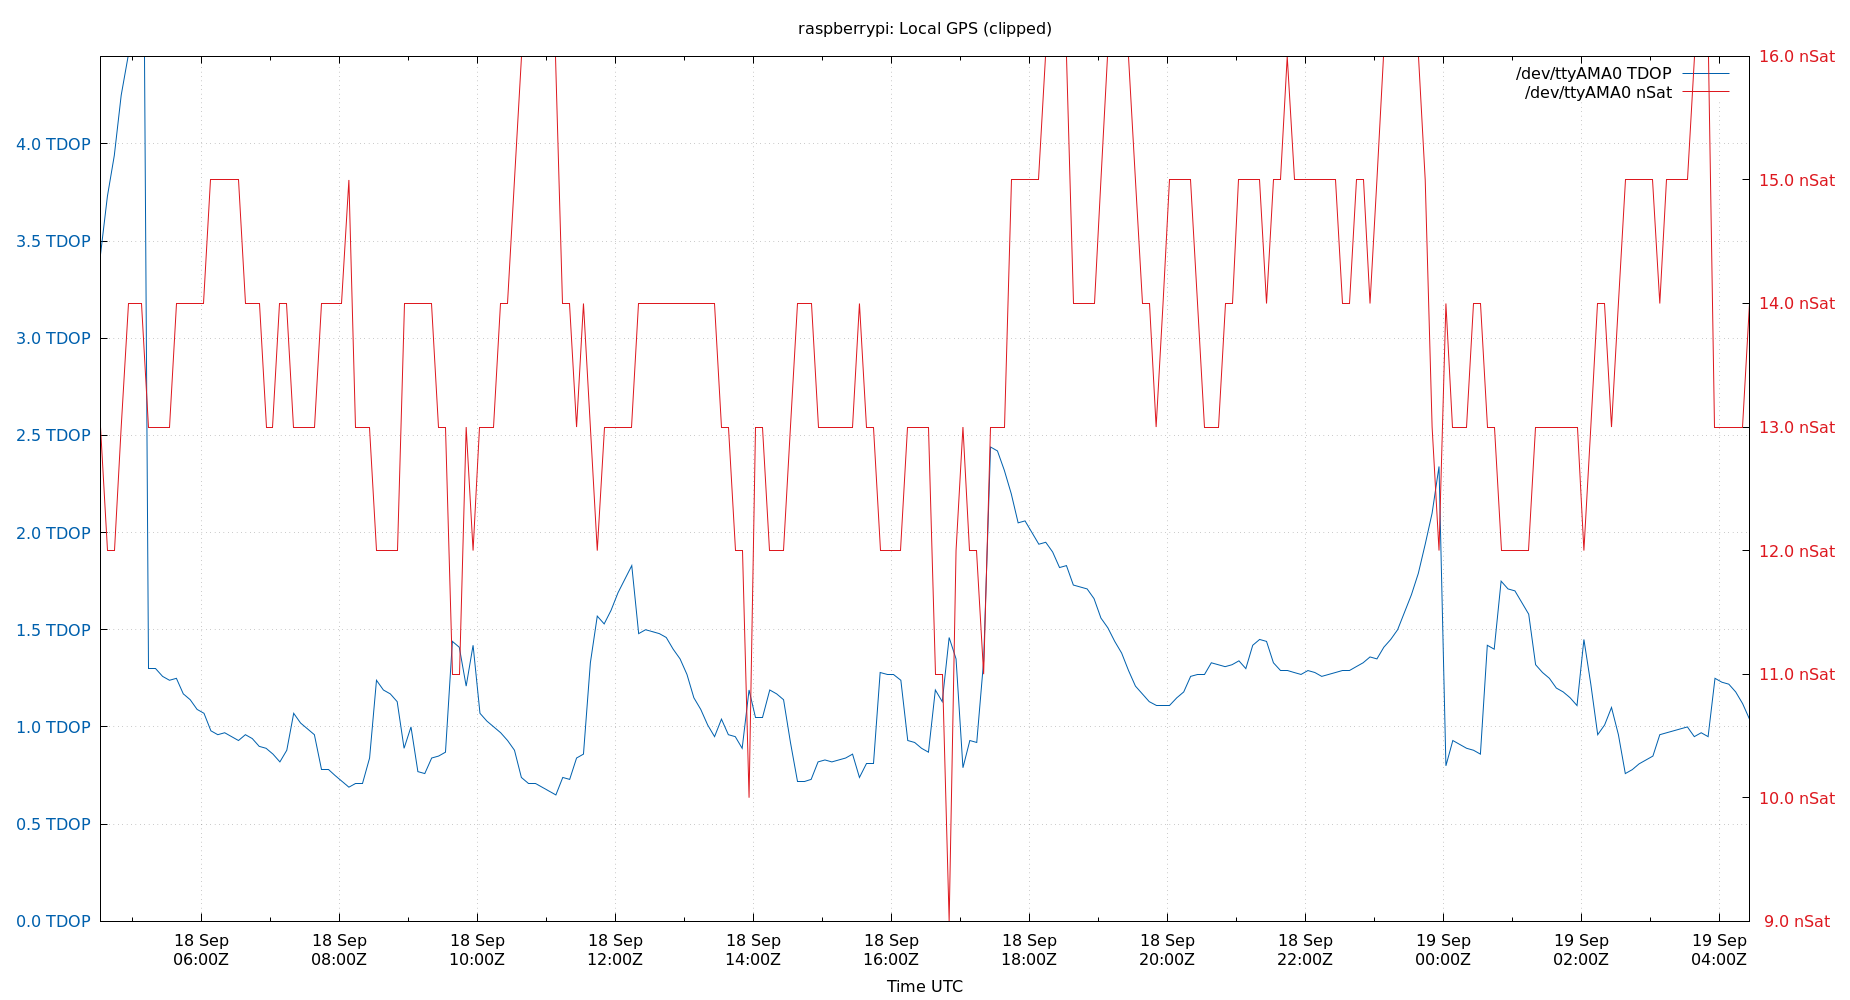 raspberrypi: Local GPS (clipped)
/dev/ttyAMA0 TDOP
/dev/ttyAMA0 nSat
4.0 TDOP
3.5 TDOP
3.0 TDOP
2.5 TDOP
2.0 TDOP
1.5 TDOP
1.0 TDOP
0.5 TDOP
0.0 TDOP
16.0 nSat
15.0 nSat
14.0 nSat
13.0 nSat
12.0 nSat
11.0 nSat
10.0 nSat
9.0 nSat
18 Sep
06:00Z
18 Sep
08:00Z
18 Sep
10:00Z
18 Sep
12:00Z
18 Sep
14:00Z
18 Sep
16:00Z
18 Sep
18:00Z
18 Sep
20:00Z
18 Sep
22:00Z
19 Sep
00:00Z
19 Sep
02:00Z
19 Sep
04:00Z
Time UTC